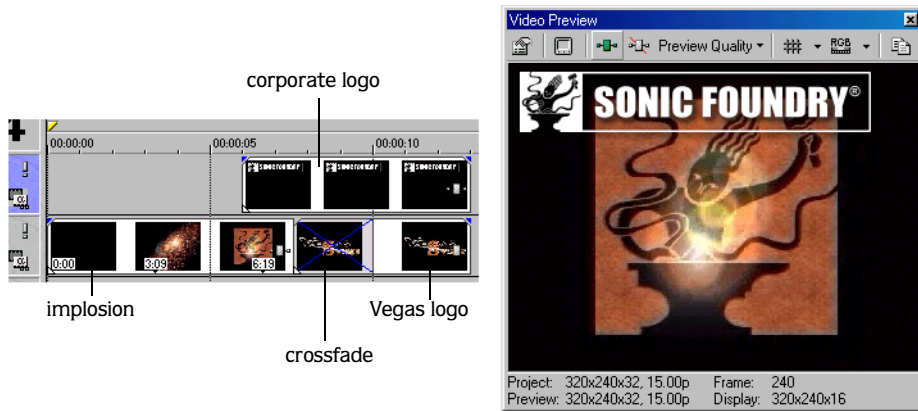 corporate logo
00:00:00 00:00:05 00:00:10
0:00 3:09 6:19
implosion
Vegas logo
crossfade
Video Preview
Preview Quality
RGB
SONIC FOUNDRY®
Project: 320x240x32, 15.00p Frame: 240
Preview: 320x240x32, 15.00p Display: 320x240x16